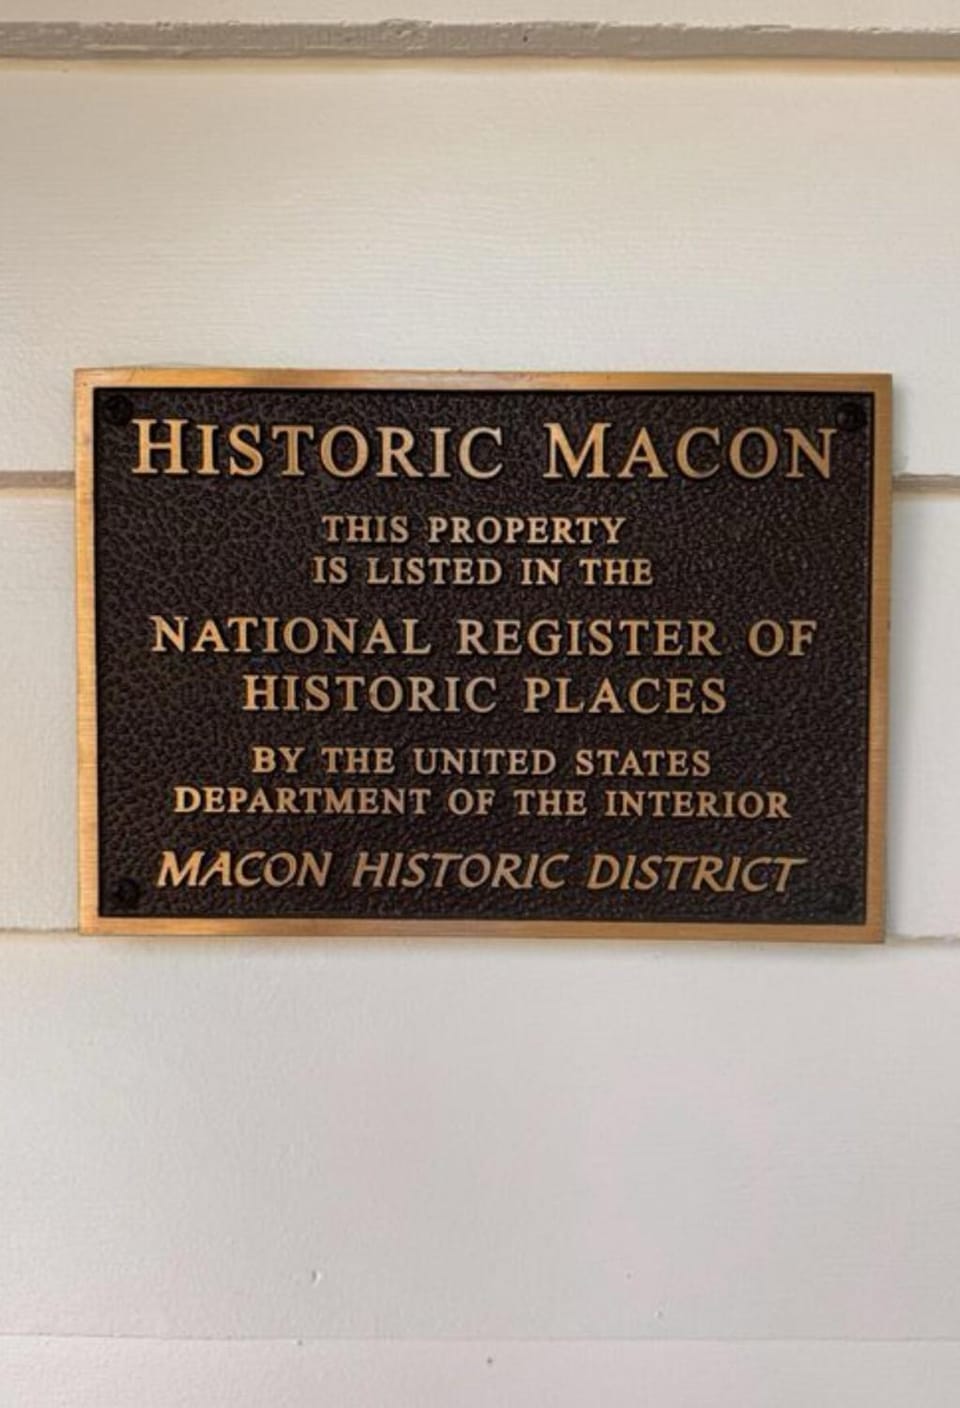 HISTORIC MACON
THIS PROPERTY
IS LISTED IN THE
NATIONAL REGISTER OF
HISTORIC PLACES
BY THE UNITED STATES
DEPARTMENT OF THE INTERIOR
MACON HISTORIC DISTRICT